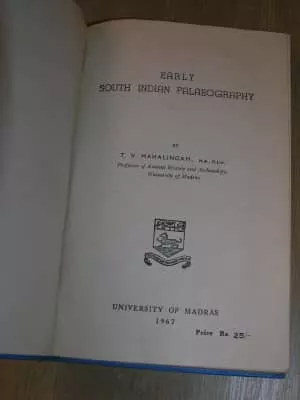 EARLY
SOUTH INDIAN PALAEOGRAPHY
BY
T. V. MAHALINGAM, M.A., D.Litt.
Professor of Ancient History and Archaeology,
University of Madras
UNIVERSITY OF MADRAS
1967
Price Rs 25/-